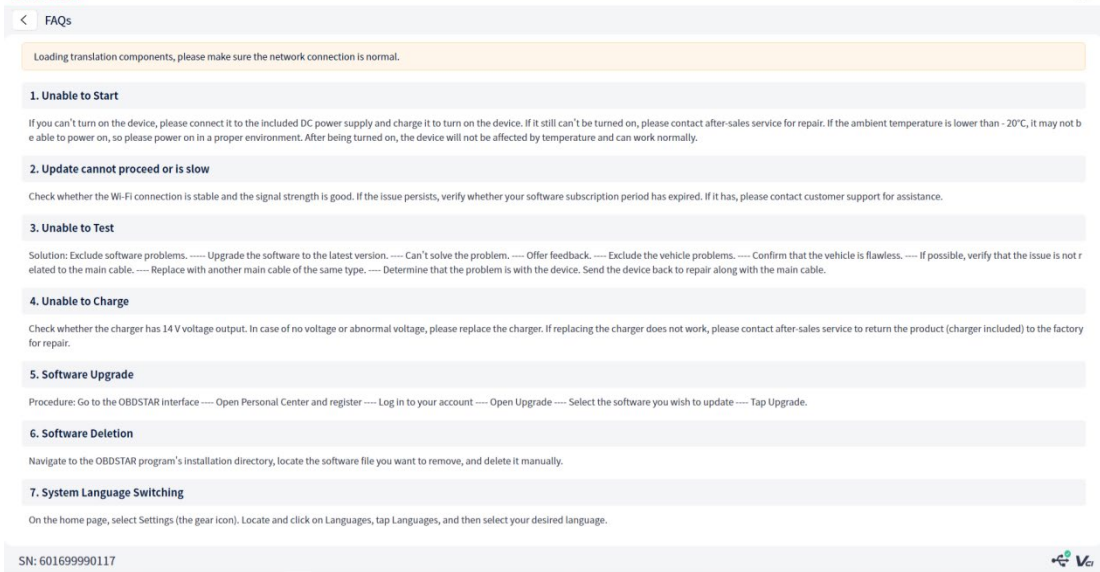 FAQs
Loading translation components, please make sure the network connection is normal.
1. Unable to Start
If you can't turn on the device, please connect it to the included DC power supply and charge it to turn on the device. If it still can't be turned on, please contact after-sales service for repair. If the ambient temperature is lower than - 20°C, it may not b
e able to power on, so please power on in a proper environment. After being turned on, the device will not be affected by temperature and can work normally.
2. Update cannot proceed or is slow
Check whether the Wi-Fi connection is stable and the signal strength is good. If the issue persists, verify whether your software subscription period has expired. If it has, please contact customer support for assistance.
3. Unable to Test
Solution: Exclude software problems. ----- Upgrade the software to the latest version. ---- Can't solve the problem. ---- Offer feedback. ---- Exclude the vehicle problems. ---- Confirm that the vehicle is flawless. ---- If possible, verify that the issue is not r
elated to the main cable. ---- Replace with another main cable of the same type. ---- Determine that the problem is with the device. Send the device back to repair along with the main cable.
4. Unable to Charge
Check whether the charger has 14 V voltage output. In case of no voltage or abnormal voltage, please replace the charger. If replacing the charger does not work, please contact after-sales service to return the product (charger included) to the factory
for repair.
5. Software Upgrade
Procedure: Go to the OBDSTAR interface ---- Open Personal Center and register ---- Log in to your account ---- Open Upgrade ---- Select the software you wish to update ---- Tap Upgrade.
6. Software Deletion
Navigate to the OBDSTAR program's installation directory, locate the software file you want to remove, and delete it manually.
7. System Language Switching
On the home page, select Settings (the gear icon). Locate and click on Languages, tap Languages, and then select your desired language.
SN: 601699990117
VCI